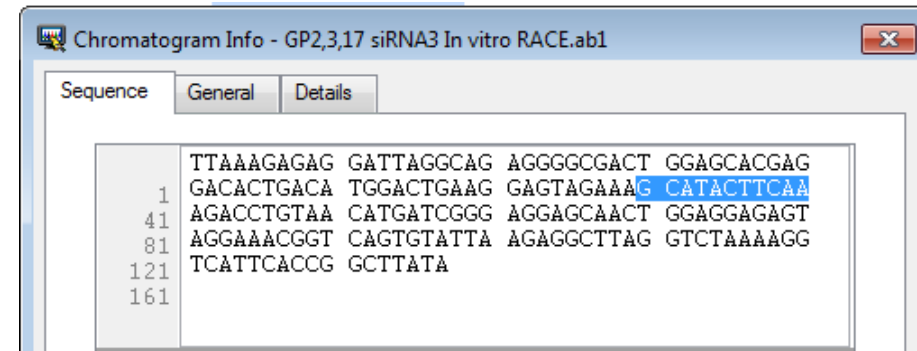 Chromatogram Info - GP2,3,17 siRNA3 In vitro RACE.ab1
Sequence General Details
TTAAAGAGAG GATTAGGCAG AGGGGCGACT GGAGCACGAG
1 GACACTGACA TGGACTGAAG GAGTAGAAAG CATACTTCAA
41 AGACCTGTAA CATGATCGGG AGGAGCAACT GGAGGAGAGT
81 AGGAAACGGT CAGTGTATTA AGAGGCTTAG GTCTAAAAGG
121 TCATTCACCG GCTTATA
161